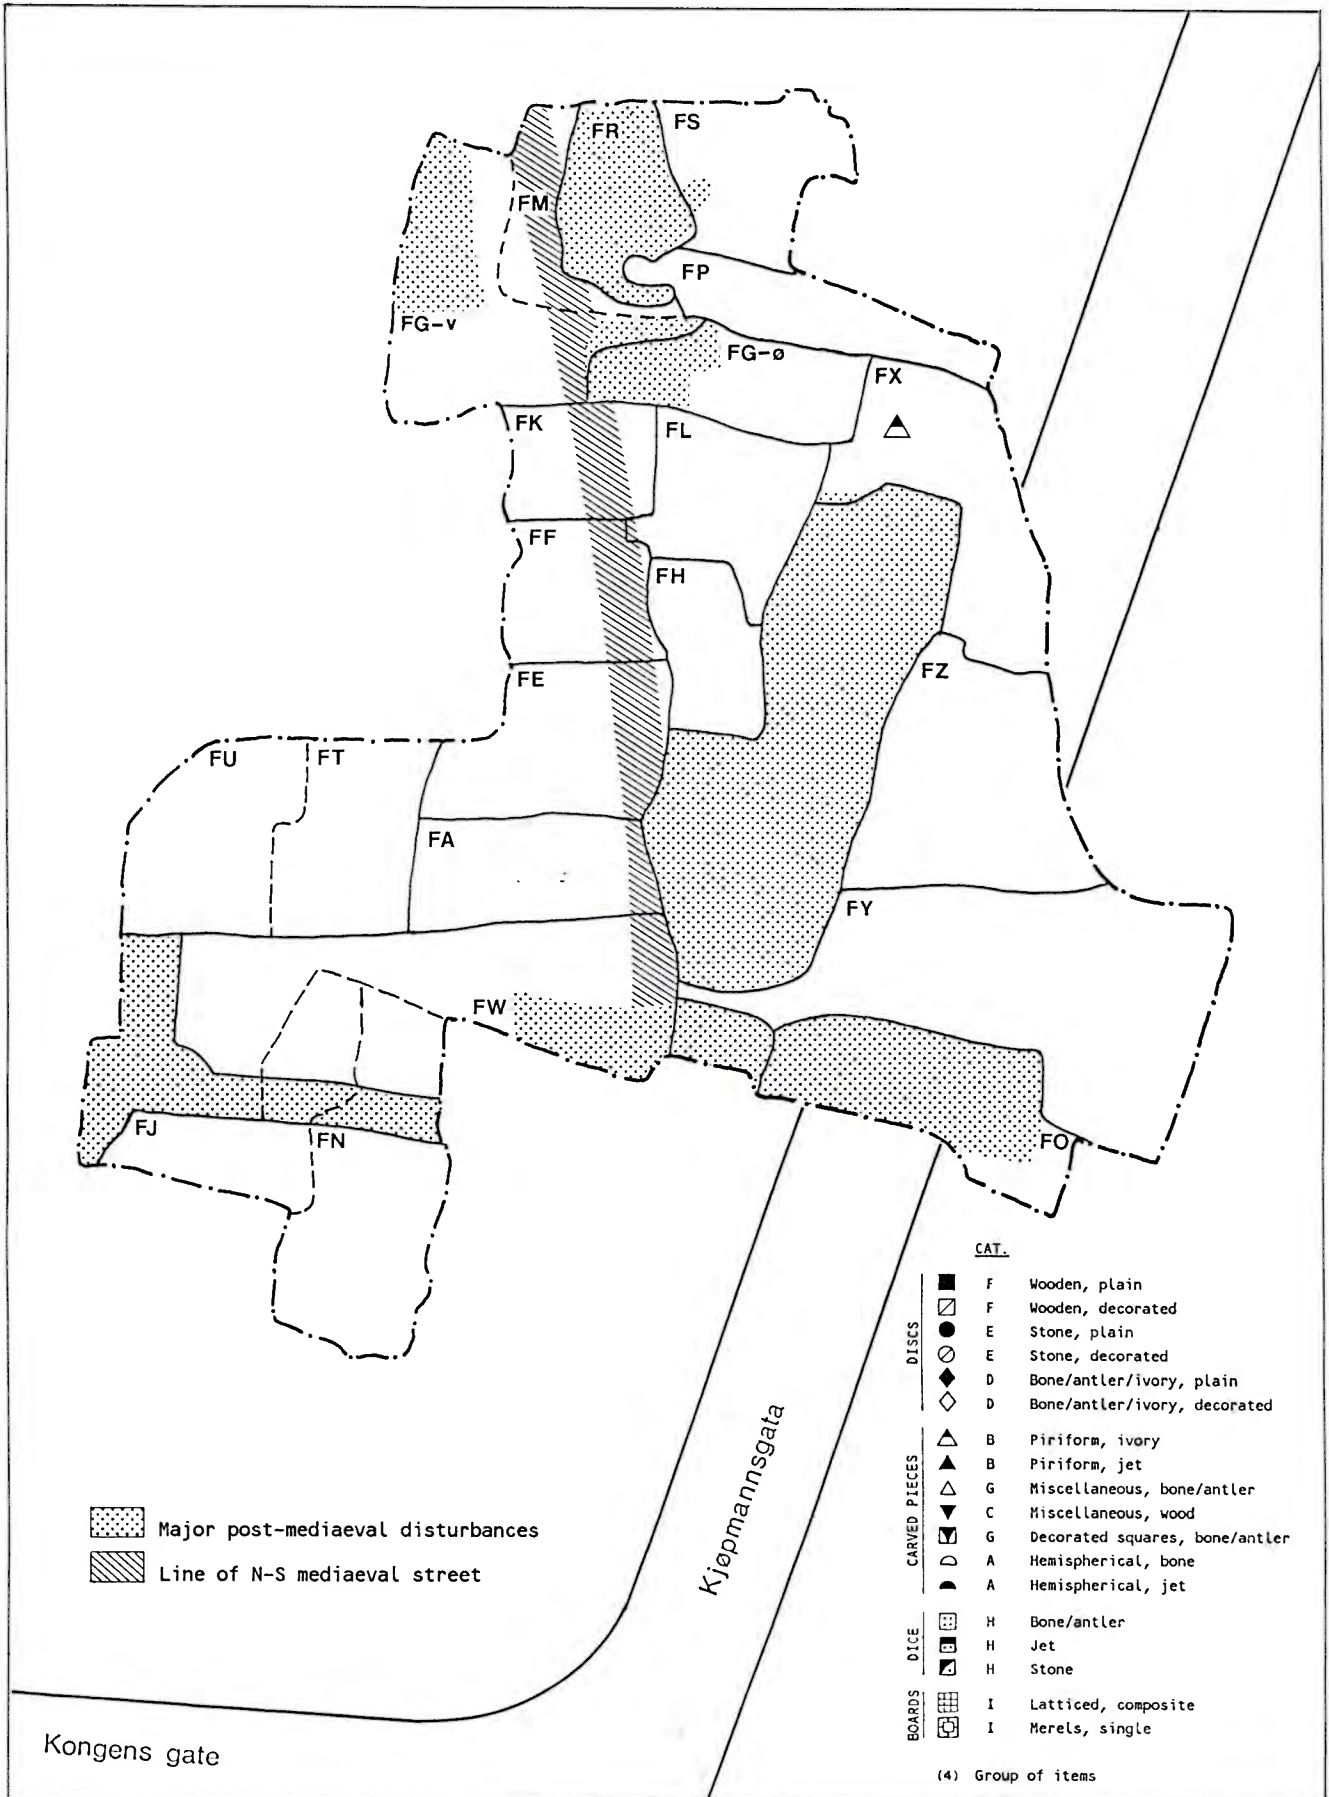 FR
FS
FM
FP
FG-v
FG-ø
FX
FK
FL
FF
FH
FE
FZ
FU
FT
FA
FY
FW
FJ
FN
FO
CAT.
DISCS
F Wooden, plain
F Wooden, decorated
E Stone, plain
E Stone, decorated
D Bone/antler/ivory, plain
D Bone/antler/ivory, decorated
CARVED PIECES
B Piriform, ivory
B Piriform, jet
G Miscellaneous, bone/antler
C Miscellaneous, wood
G Decorated squares, bone/antler
A Hemispherical, bone
A Hemispherical, jet
DICE
H Bone/antler
H Jet
H Stone
BOARDS
I Latticed, composite
I Merels, single
(4) Group of items
Major post-mediaeval disturbances
Line of N-S mediaeval street
Kjøpmannsgata
Kongens gate